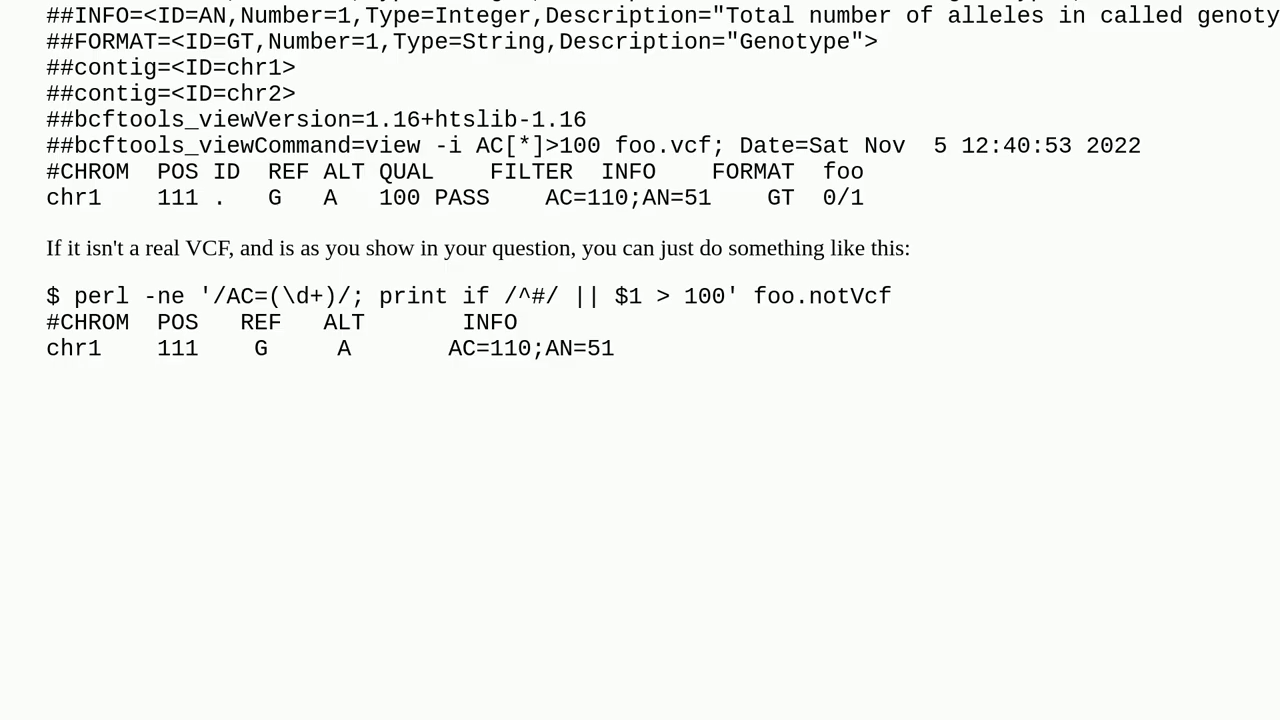 ##INFO=<ID=AN,Number=1,Type=Integer,Description="Total number of alleles in called genoty
##FORMAT=<ID=GT,Number=1,Type=String,Description="Genotype">
##contig=<ID=chr1>
##contig=<ID=chr2>
##bcftools_viewVersion=1.16+htslib-1.16
##bcftools_viewCommand=view -i AC[*]>100 foo.vcf; Date=Sat Nov  5 12:40:53 2022
#CHROM  POS ID  REF ALT QUAL    FILTER  INFO    FORMAT  foo
chr1    111 .   G   A   100 PASS    AC=110;AN=51    GT  0/1
If it isn't a real VCF, and is as you show in your question, you can just do something like this:
$ perl -ne '/AC=(\d+)/; print if /^#/ || $1 > 100' foo.notVcf
#CHROM  POS   REF   ALT       INFO
chr1    111    G     A       AC=110;AN=51